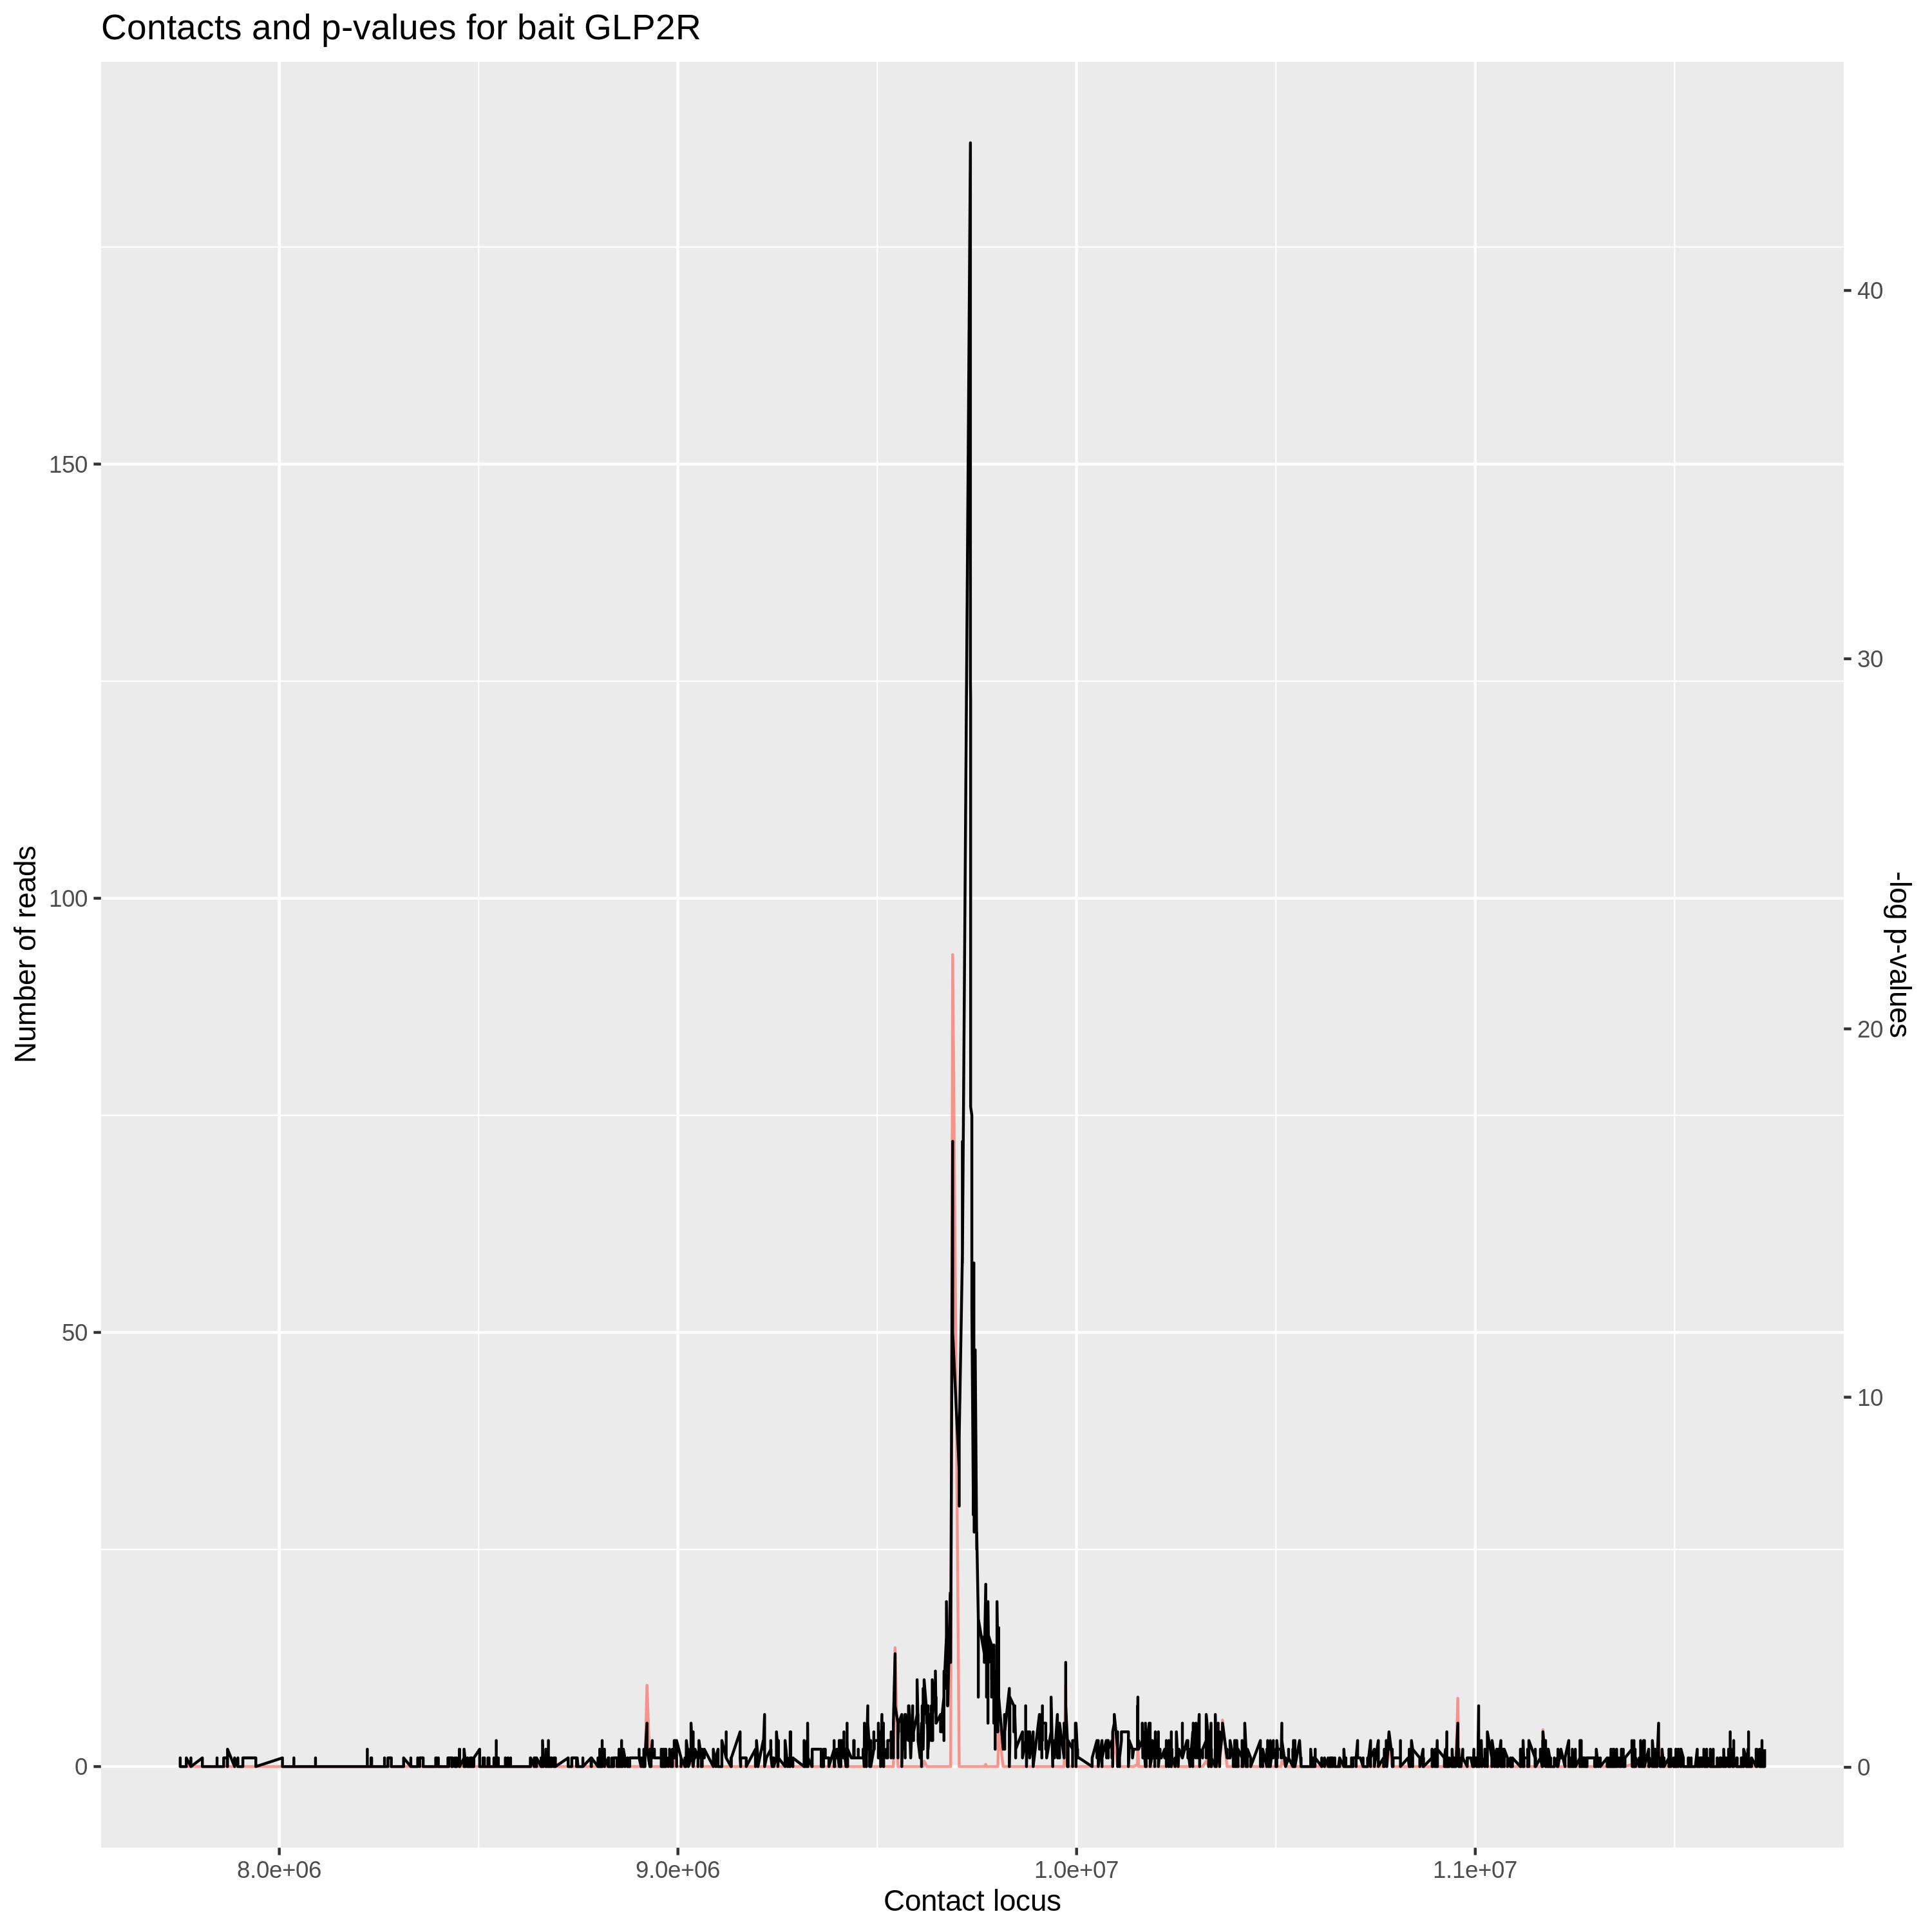 Contacts and p-values for bait GLP2R
Number of reads
150
100
50
0
40
30
20
10
0
-log p-values
8.0e+06
9.0e+06
1.0e+07
1.1e+07
Contact locus